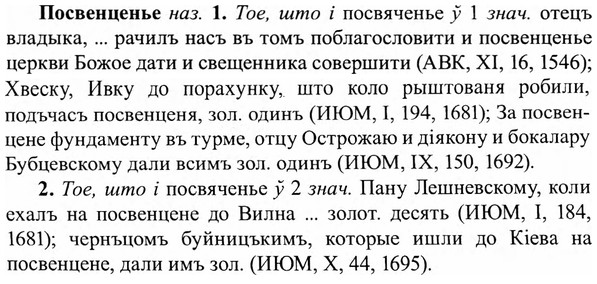 Посвенценье наз. 1. Тое, што і посвяченье ў 1 знач. отецъ
владыка, ... рачилъ насъ въ томъ поблагословити и посвенценье
церкви Божое дати и свещенника совершити (АВК, XI, 16, 1546);
Хвеску, Ивку до порахунку, што коло рыштованя робили,
подъчасъ посвенценя, зол. одинъ (ИЮМ, I, 194, 1681); За посвен-
цене фундаменту въ турме, отцу Острожаю и діякону и бокалару
Бубцевскому дали всимъ зол. одинъ (ИЮМ, IX, 150, 1692).
2. Тое, што і посвяченье ў 2 знач. Пану Лешневскому, коли
ехалъ на посвенцене до Вилна ... золот. десять (ИЮМ, I, 184,
1681); чернъцомъ буйницъкимъ, которые ишли до Кіева на
посвенцене, дали имъ зол. (ИЮМ, X, 44, 1695).